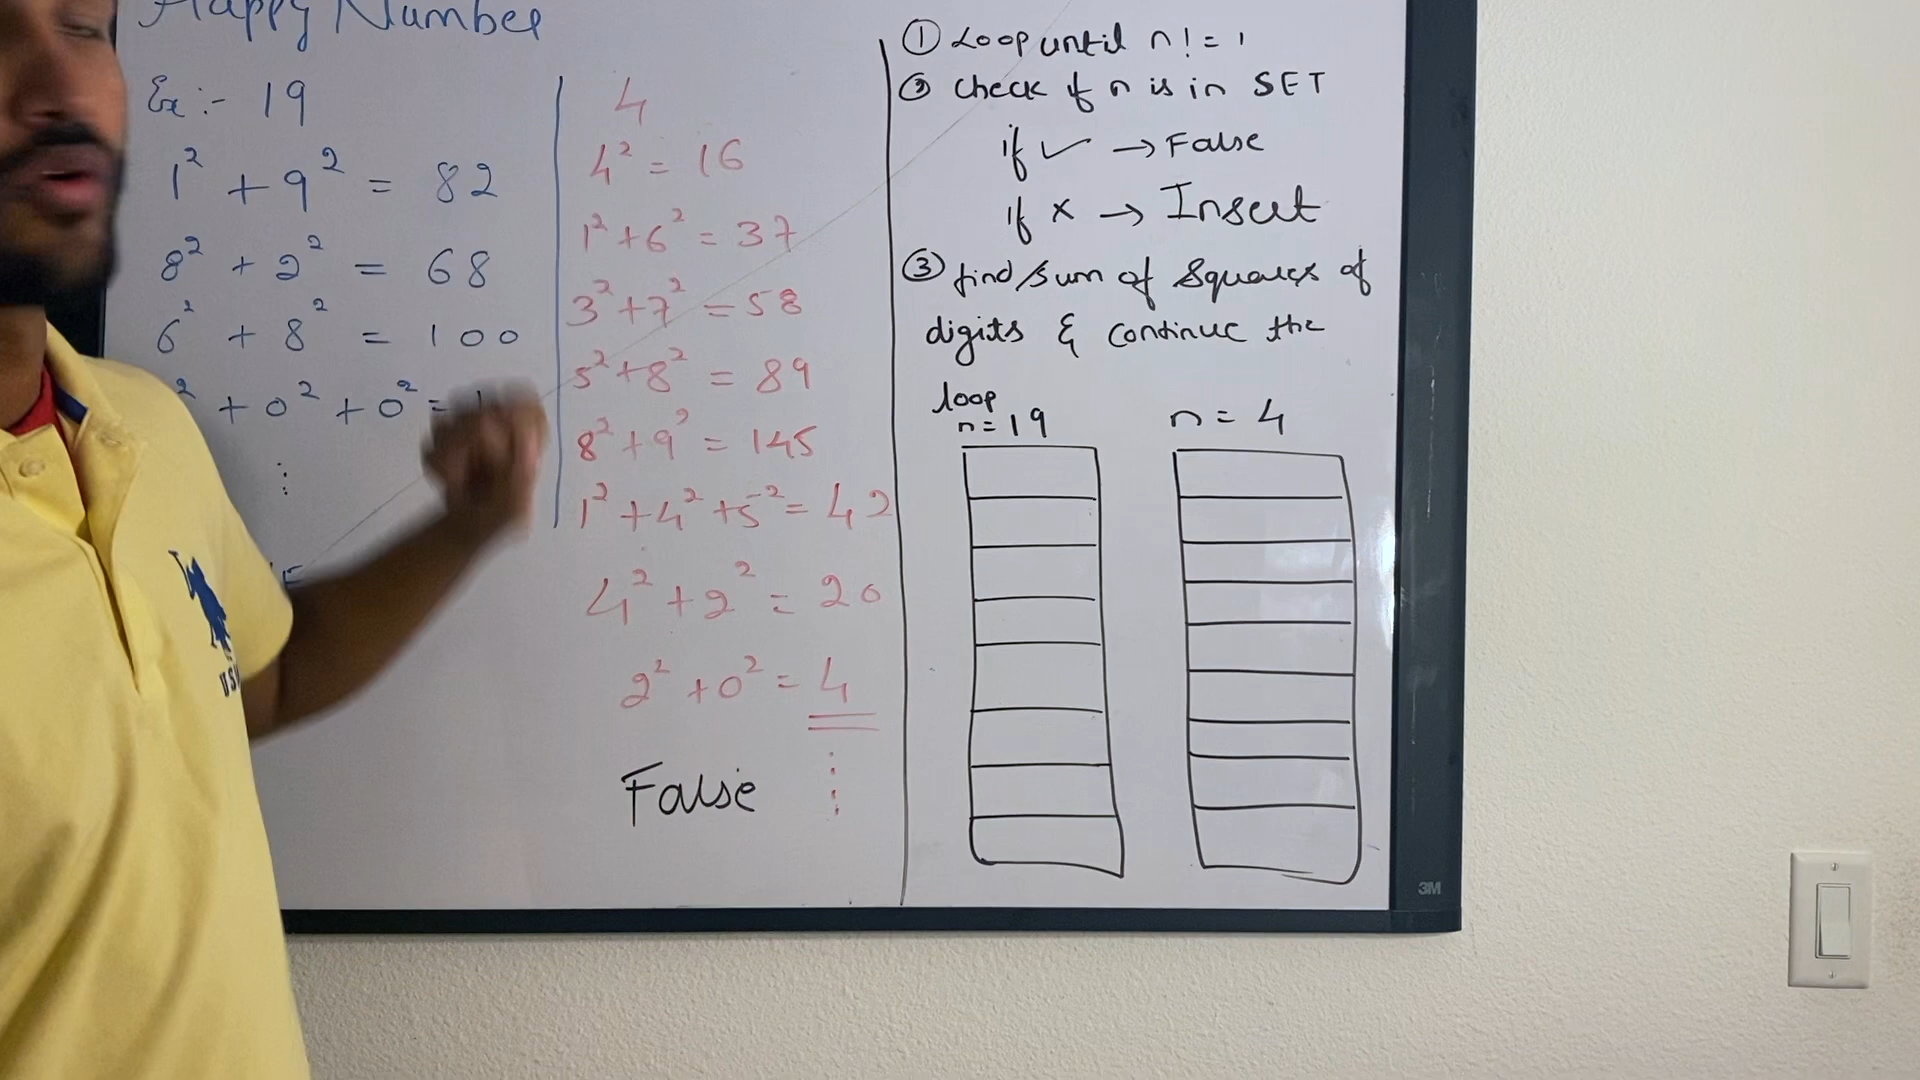 Happy Number
Ex :- 19
1² + 9² = 82
8² + 2² = 68
6² + 8² = 100
² + 0² + 0² =
4
4² = 16
1² + 6² = 37
3² + 7² = 58
5² + 8² = 89
8² + 9² = 145
1² + 4² + 5² = 42
4² + 2² = 20
2² + 0² = 4
False
① Loop until n != 1
② Check if n is in SET
if ✓ → False
if × → Insert
③ find/sum of Squares of
digits & continue the
loop
n = 19
n = 4
3M